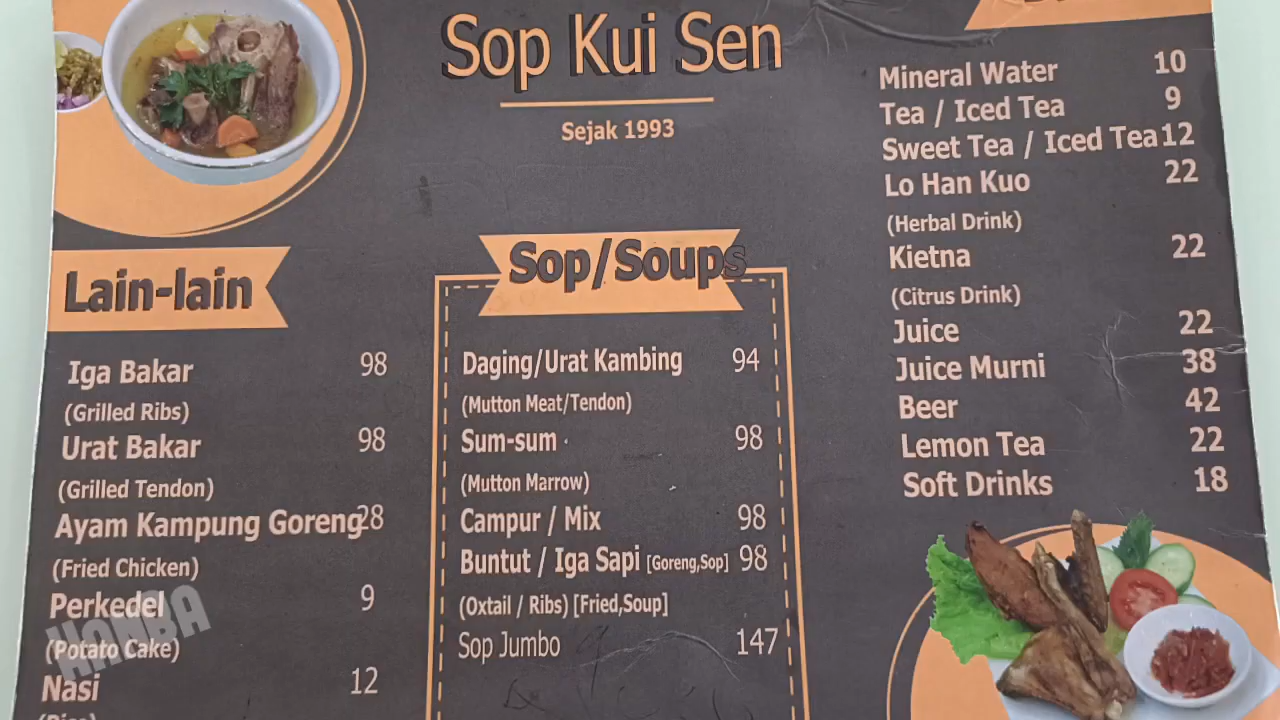 Sop Kui Sen
Sejak 1993
Lain-lain
Iga Bakar 98
(Grilled Ribs)
Urat Bakar 98
(Grilled Tendon)
Ayam Kampung Goreng 28
(Fried Chicken)
Perkedel 9
(Potato Cake)
Nasi 12
HANBA
Sop/Soups
Daging/Urat Kambing 94
(Mutton Meat/Tendon)
Sum-sum 98
(Mutton Marrow)
Campur / Mix 98
Buntut / Iga Sapi [Goreng,Sop] 98
(Oxtail / Ribs) [Fried,Soup]
Sop Jumbo 147
Mineral Water 10
Tea / Iced Tea 9
Sweet Tea / Iced Tea 12
Lo Han Kuo 22
(Herbal Drink)
Kietna 22
(Citrus Drink)
Juice 22
Juice Murni 38
Beer 42
Lemon Tea 22
Soft Drinks 18